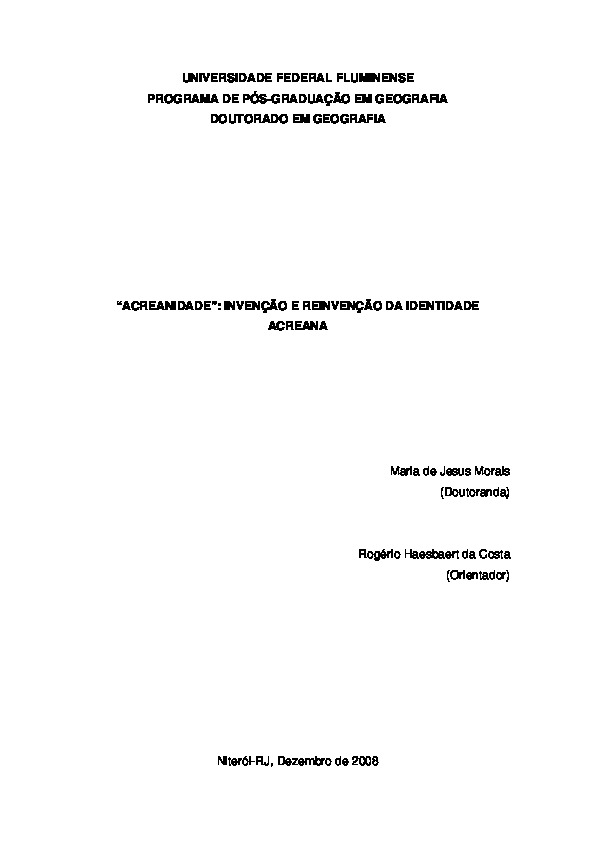 UNIVERSIDADE FEDERAL FLUMINENSE
PROGRAMA DE PÓS-GRADUAÇÃO EM GEOGRAFIA
DOUTORADO EM GEOGRAFIA
“ACREANIDADE”: INVENÇÃO E REINVENÇÃO DA IDENTIDADE
ACREANA
Maria de Jesus Morais
(Doutoranda)
Rogério Haesbaert da Costa
(Orientador)
Niterói-RJ, Dezembro de 2008